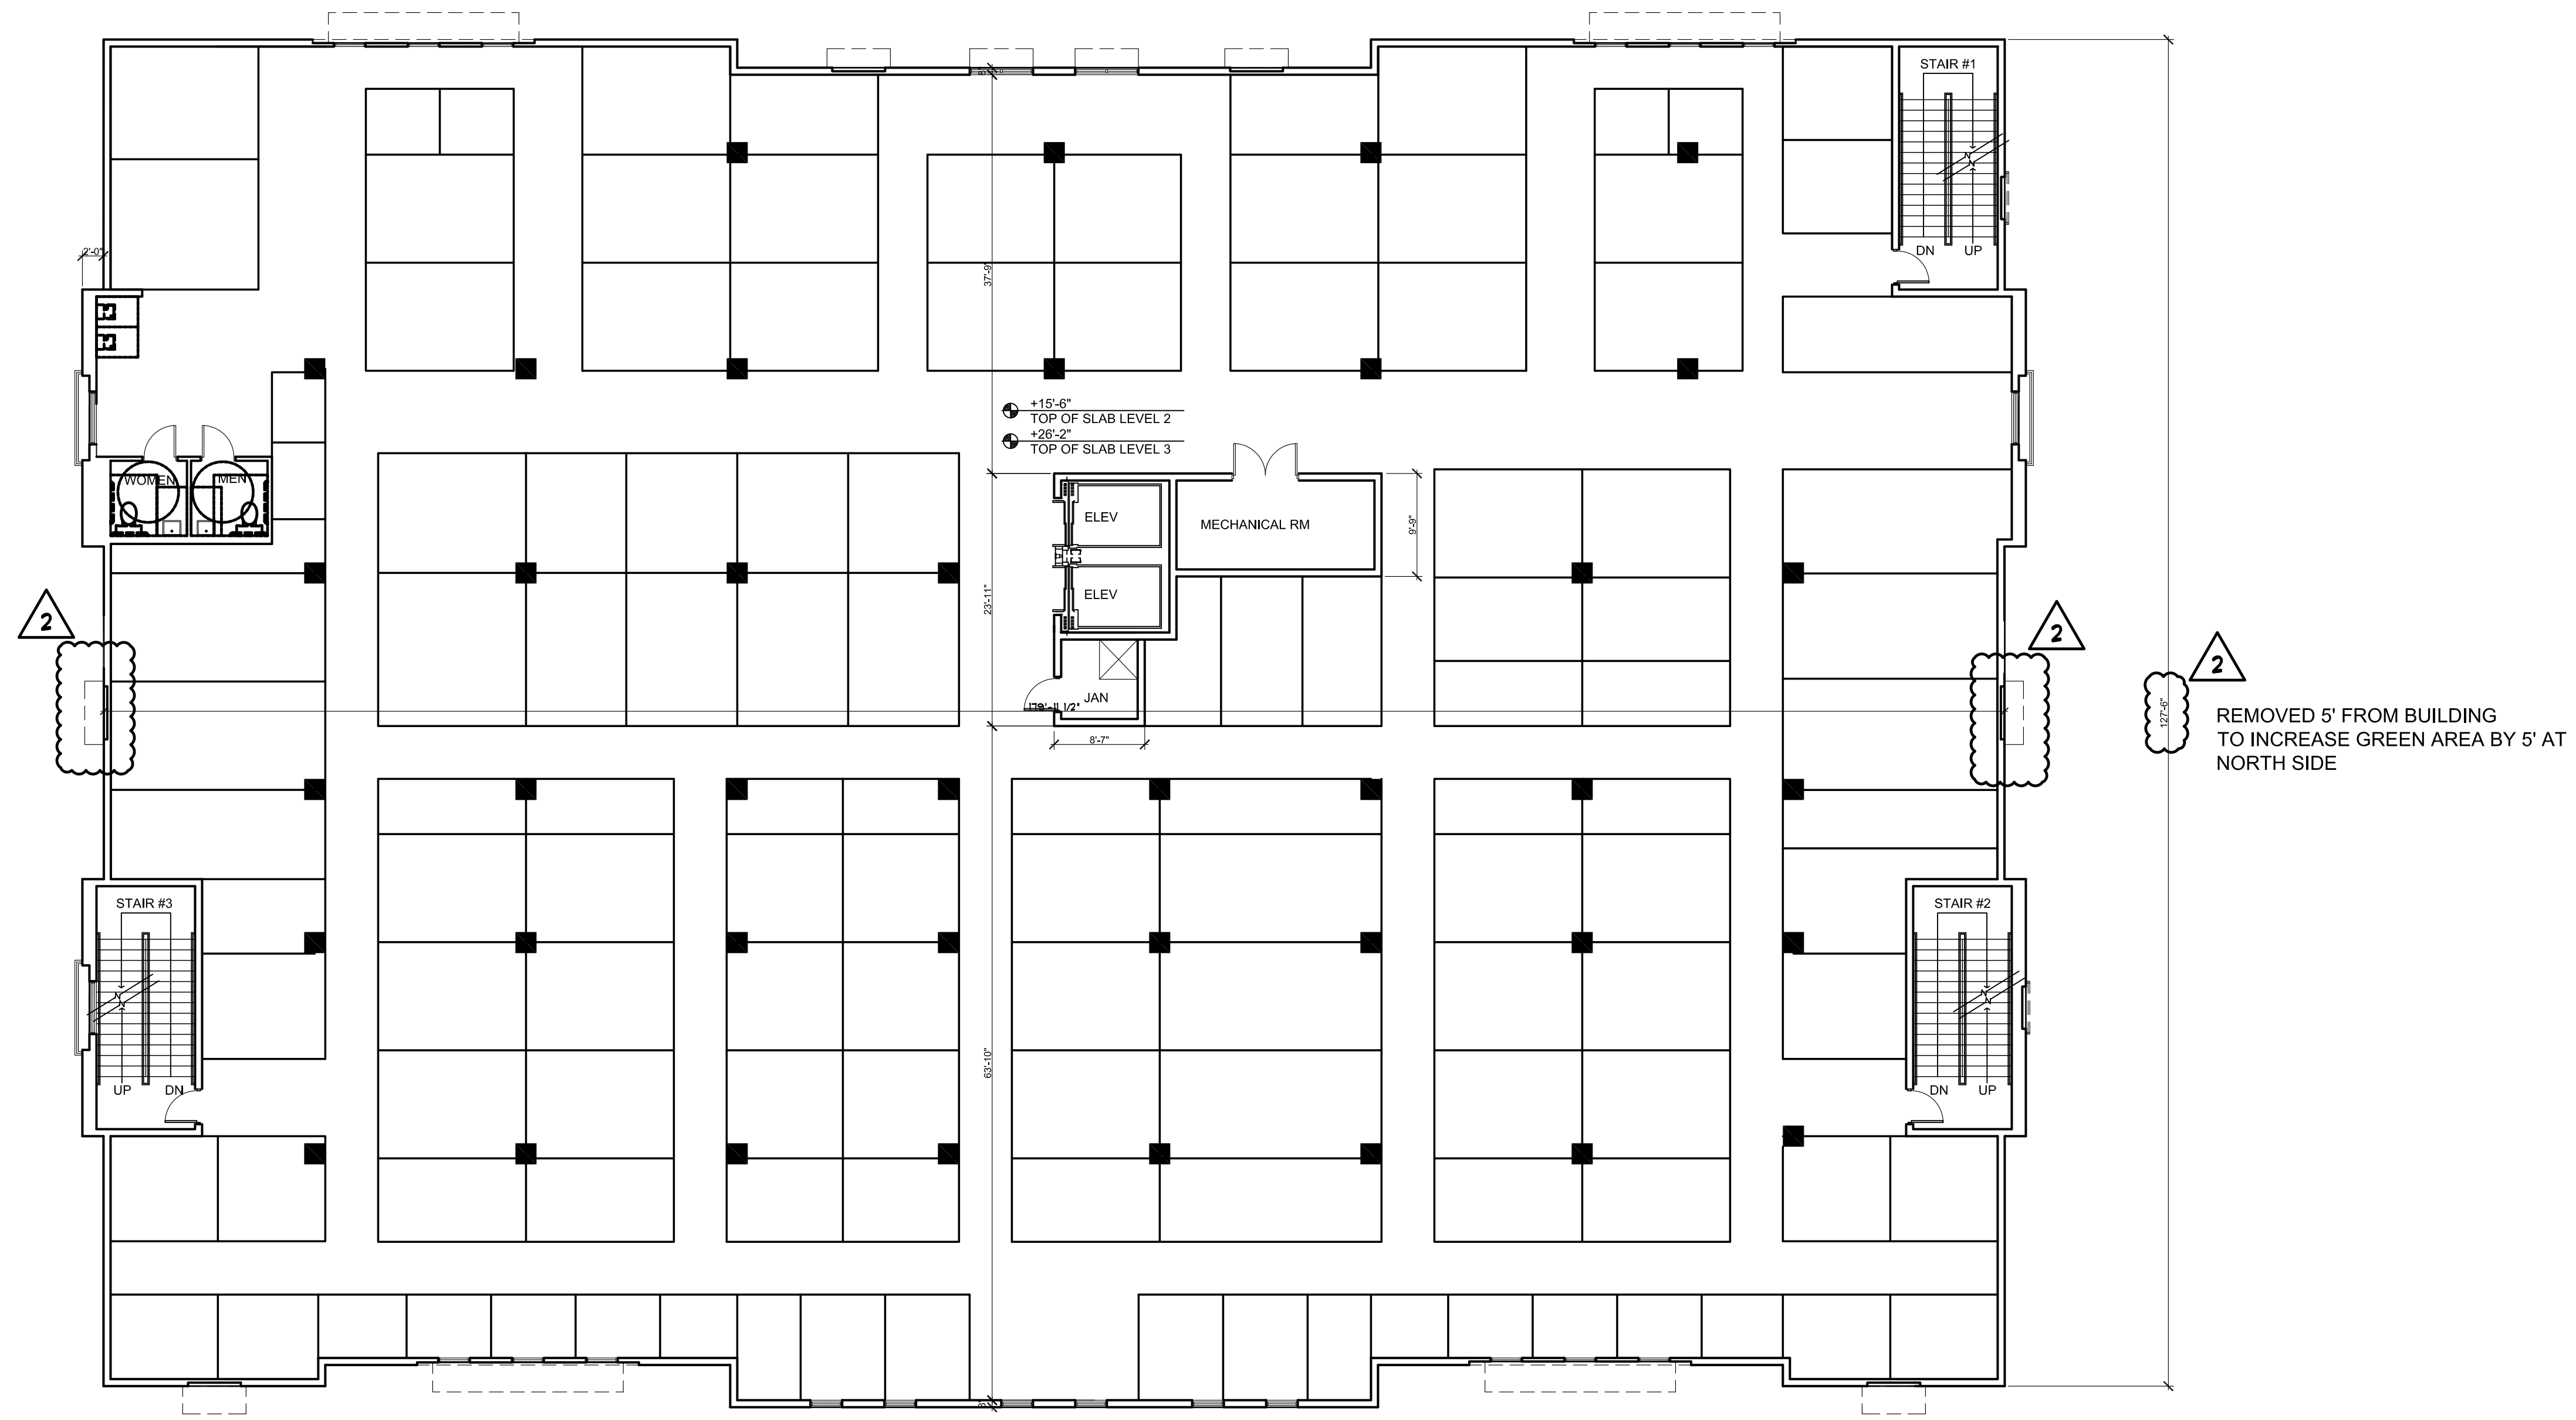 STAIR #1
DN UP
2'-0"
8"
37'-9"
+15'-6"
TOP OF SLAB LEVEL 2
+26'-2"
TOP OF SLAB LEVEL 3
WOMEN
MEN
ELEV
MECHANICAL RM
9'-9"
ELEV
23'-11"
2
2
2
JAN
8'-7"
127'-6"
REMOVED 5' FROM BUILDING
TO INCREASE GREEN AREA BY 5' AT
NORTH SIDE
STAIR #3
STAIR #2
UP DN
DN UP
63'-10"